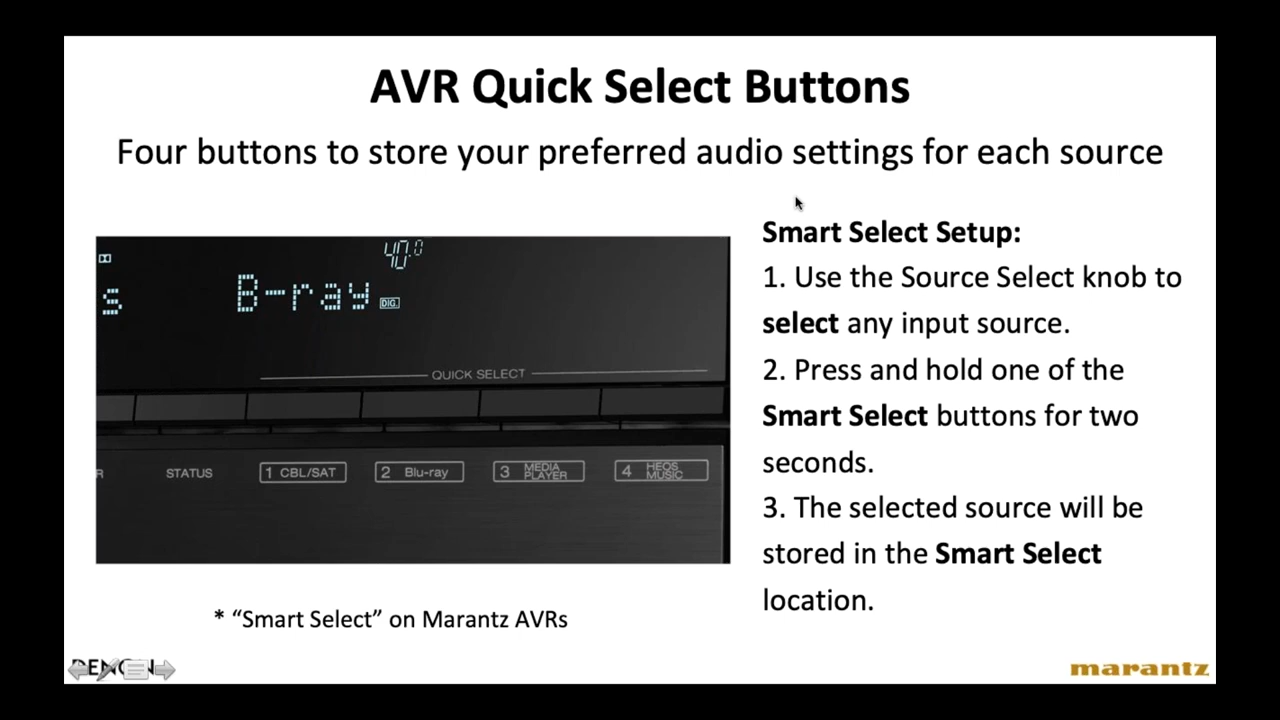 AVR Quick Select Buttons
Four buttons to store your preferred audio settings for each source
Smart Select Setup:
1. Use the Source Select knob to
select any input source.
2. Press and hold one of the
Smart Select buttons for two
seconds.
3. The selected source will be
stored in the Smart Select
location.
40.0
s B-ray DIG.
QUICK SELECT
R STATUS 1 CBL/SAT 2 Blu-ray 3 MEDIA PLAYER 4 HEOS MUSIC
* “Smart Select” on Marantz AVRs
DENON
marantz